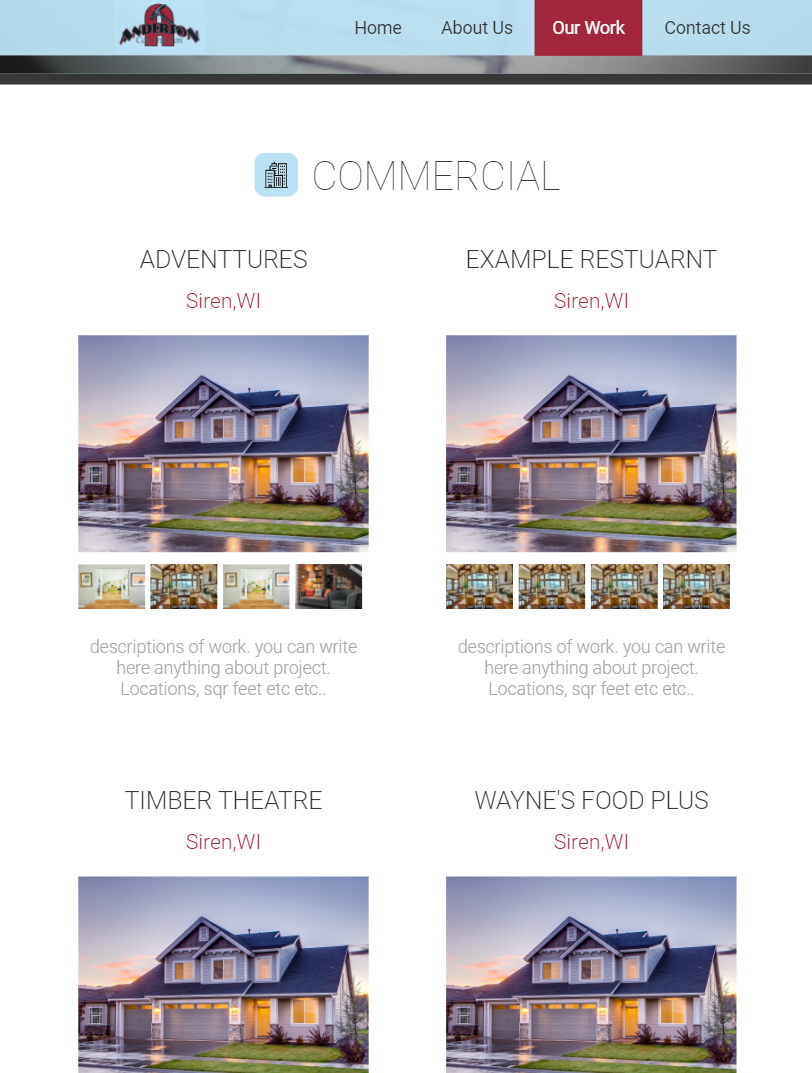 ANDERSON
Home About Us Our Work Contact Us
COMMERCIAL
ADVENTTURES
Siren,WI
descriptions of work. you can write
here anything about project.
Locations, sqr feet etc etc..
EXAMPLE RESTUARNT
Siren,WI
descriptions of work. you can write
here anything about project.
Locations, sqr feet etc etc..
TIMBER THEATRE
Siren,WI
WAYNE'S FOOD PLUS
Siren,WI